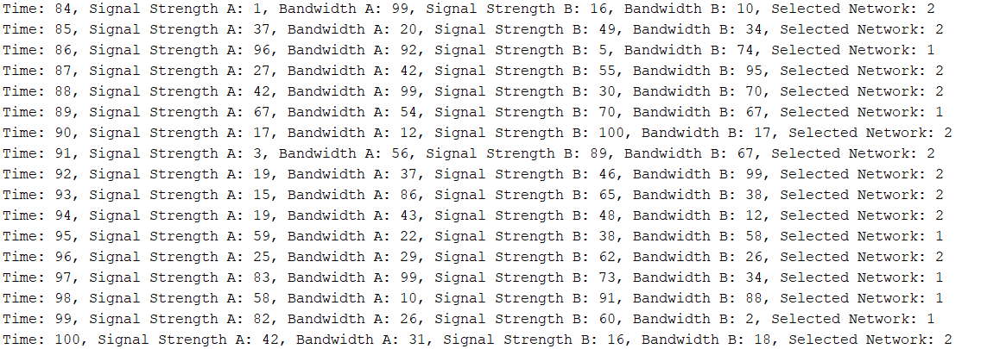 Time: 84, Signal Strength A: 1, Bandwidth A: 99, Signal Strength B: 16, Bandwidth B: 10, Selected Network: 2
Time: 85, Signal Strength A: 37, Bandwidth A: 20, Signal Strength B: 49, Bandwidth B: 34, Selected Network: 2
Time: 86, Signal Strength A: 96, Bandwidth A: 92, Signal Strength B: 5, Bandwidth B: 74, Selected Network: 1
Time: 87, Signal Strength A: 27, Bandwidth A: 42, Signal Strength B: 55, Bandwidth B: 95, Selected Network: 2
Time: 88, Signal Strength A: 42, Bandwidth A: 99, Signal Strength B: 30, Bandwidth B: 70, Selected Network: 2
Time: 89, Signal Strength A: 67, Bandwidth A: 54, Signal Strength B: 70, Bandwidth B: 67, Selected Network: 1
Time: 90, Signal Strength A: 17, Bandwidth A: 12, Signal Strength B: 100, Bandwidth B: 17, Selected Network: 2
Time: 91, Signal Strength A: 3, Bandwidth A: 56, Signal Strength B: 89, Bandwidth B: 67, Selected Network: 2
Time: 92, Signal Strength A: 19, Bandwidth A: 37, Signal Strength B: 46, Bandwidth B: 99, Selected Network: 2
Time: 93, Signal Strength A: 15, Bandwidth A: 86, Signal Strength B: 65, Bandwidth B: 38, Selected Network: 2
Time: 94, Signal Strength A: 19, Bandwidth A: 43, Signal Strength B: 48, Bandwidth B: 12, Selected Network: 2
Time: 95, Signal Strength A: 59, Bandwidth A: 22, Signal Strength B: 38, Bandwidth B: 58, Selected Network: 1
Time: 96, Signal Strength A: 25, Bandwidth A: 29, Signal Strength B: 62, Bandwidth B: 26, Selected Network: 2
Time: 97, Signal Strength A: 83, Bandwidth A: 99, Signal Strength B: 73, Bandwidth B: 34, Selected Network: 1
Time: 98, Signal Strength A: 58, Bandwidth A: 10, Signal Strength B: 91, Bandwidth B: 88, Selected Network: 1
Time: 99, Signal Strength A: 82, Bandwidth A: 26, Signal Strength B: 60, Bandwidth B: 2, Selected Network: 1
Time: 100, Signal Strength A: 42, Bandwidth A: 31, Signal Strength B: 16, Bandwidth B: 18, Selected Network: 2